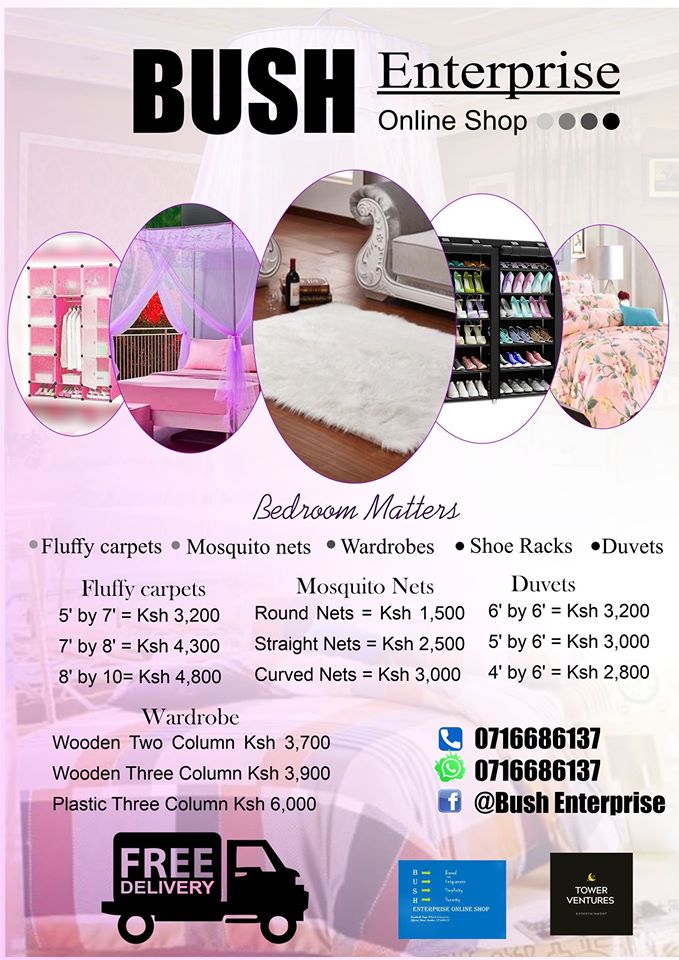 BUSH Enterprise
Online Shop
Bedroom Matters
Fluffy carpets Mosquito nets Wardrobes Shoe Racks Duvets
Fluffy carpets
5' by 7' = Ksh 3,200
7' by 8' = Ksh 4,300
8' by 10= Ksh 4,800
Mosquito Nets
Round Nets = Ksh 1,500
Straight Nets = Ksh 2,500
Curved Nets = Ksh 3,000
Duvets
6' by 6' = Ksh 3,200
5' by 6' = Ksh 3,000
4' by 6' = Ksh 2,800
Wardrobe
Wooden Two Column Ksh 3,700
Wooden Three Column Ksh 3,900
Plastic Three Column Ksh 6,000
0716686137
0716686137
@Bush Enterprise
FREE
DELIVERY
B
U
S
H
ENTERPRISE ONLINE SHOP
TOWER
VENTURES
ENTERTAINMENT